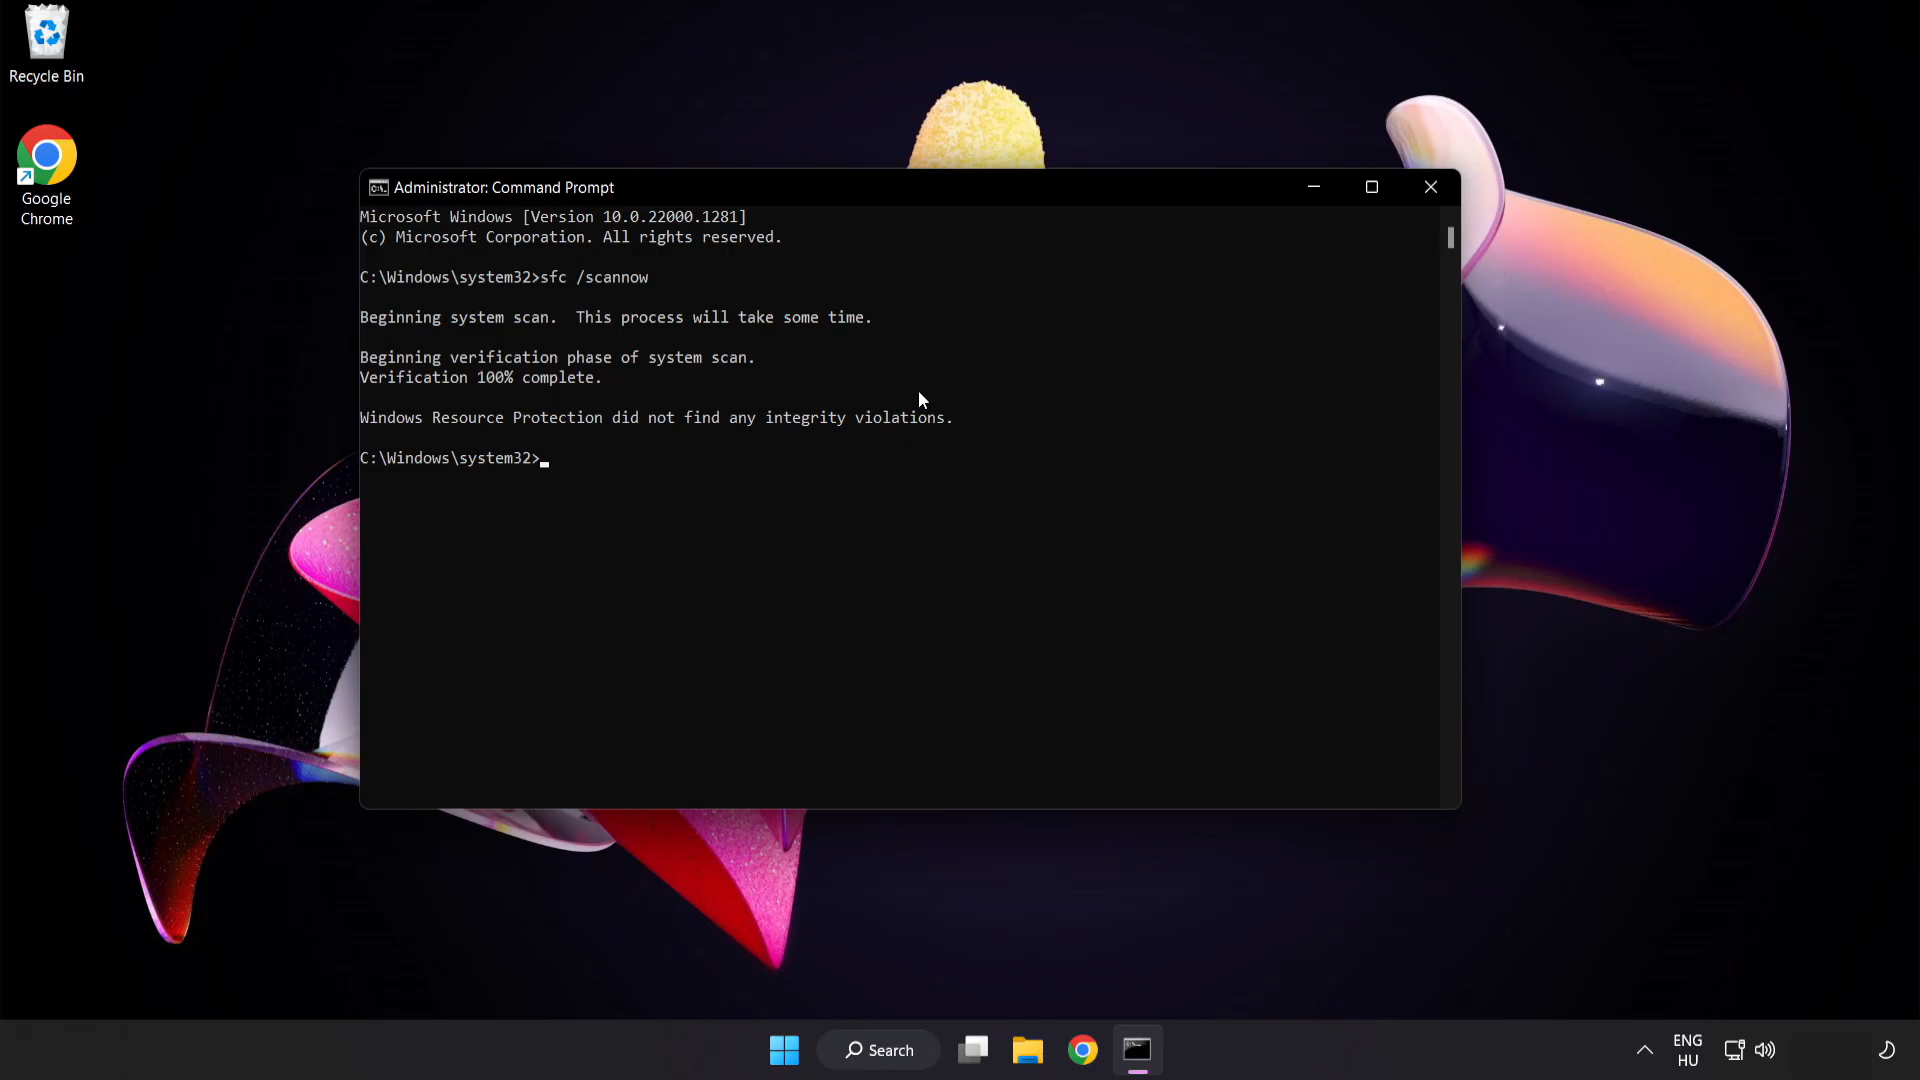 Recycle Bin
Google
Chrome
Administrator: Command Prompt
Microsoft Windows [Version 10.0.22000.1281]
(c) Microsoft Corporation. All rights reserved.
C:\Windows\system32>sfc /scannow
Beginning system scan.  This process will take some time.
Beginning verification phase of system scan.
Verification 100% complete.
Windows Resource Protection did not find any integrity violations.
C:\Windows\system32>
Search
ENG
HU